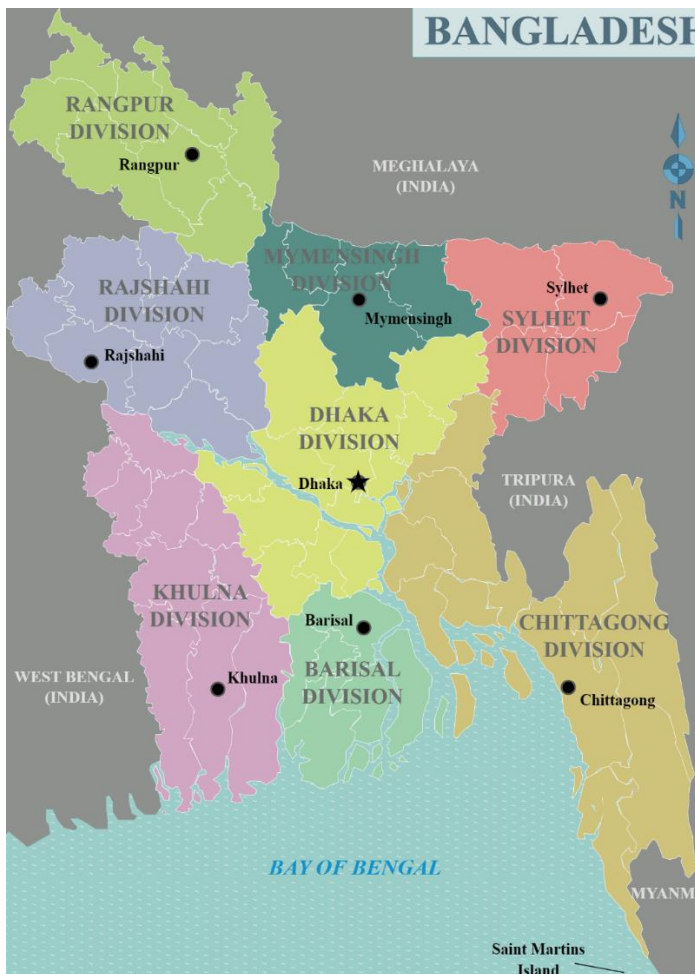 BANGLADESH
RANGPUR
DIVISION
Rangpur
MEGHALAYA
(INDIA)
N
MYMENSINGH
DIVISION
Mymensingh
RAJSHAHI
DIVISION
Rajshahi
Sylhet
SYLHET
DIVISION
DHAKA
DIVISION
Dhaka
TRIPURA
(INDIA)
KHULNA
DIVISION
Khulna
Barisal
BARISAL
DIVISION
CHITTAGONG
DIVISION
Chittagong
WEST BENGAL
(INDIA)
BAY OF BENGAL
MYANM
Saint Martins
Island